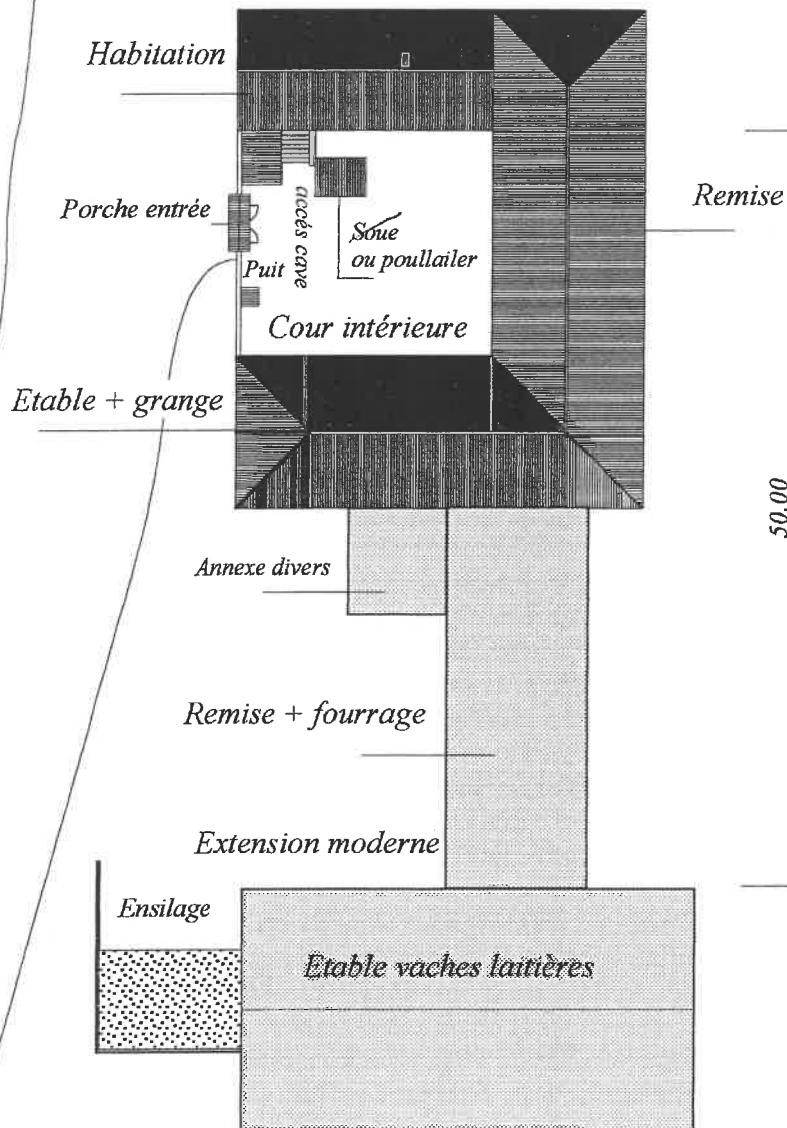 Habitation
Remise
Porche entrée
accés cave
Soue
ou poullailer
Puit
Cour intérieure
Etable + grange
50.00
Annexe divers
Remise + fourrage
Extension moderne
Ensilage
Etable vaches laitières